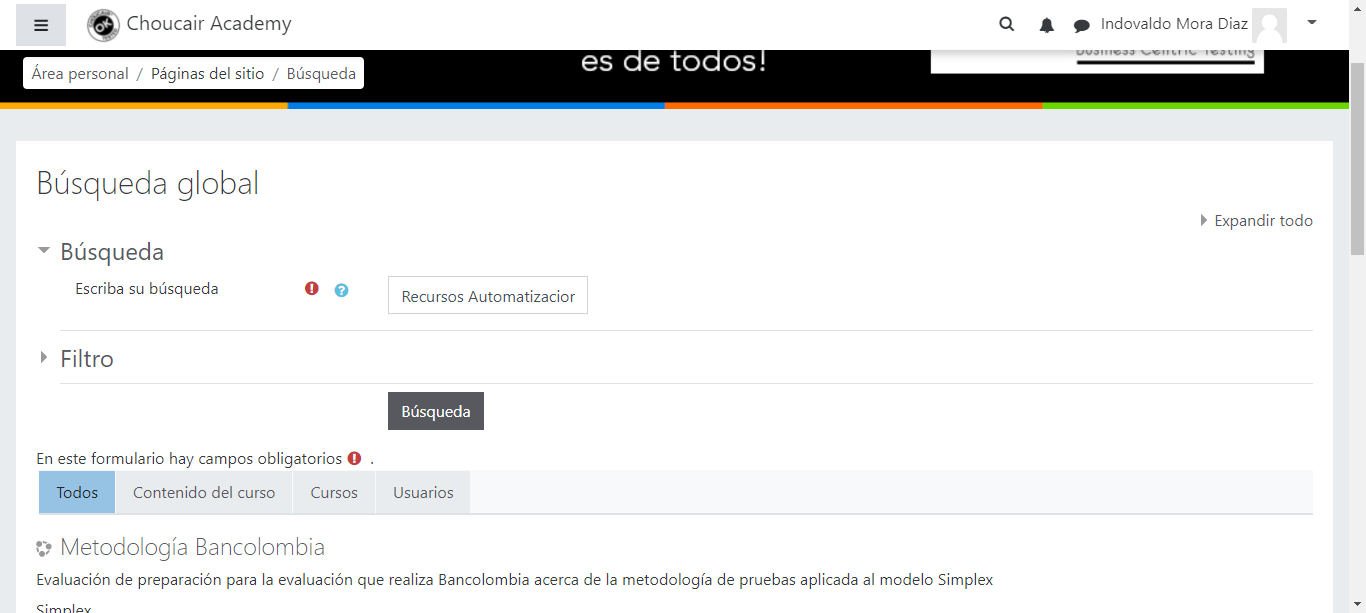 Choucair Academy
Indovaldo Mora Diaz
es de todos!
Business Centric Testing
Área personal / Páginas del sitio / Búsqueda
Búsqueda global
Expandir todo
Búsqueda
Escriba su búsqueda
Recursos Automatizacior
Filtro
Búsqueda
En este formulario hay campos obligatorios .
Todos
Contenido del curso
Cursos
Usuarios
Metodología Bancolombia
Evaluación de preparación para la evaluación que realiza Bancolombia acerca de la metodología de pruebas aplicada al modelo Simplex
Simplex